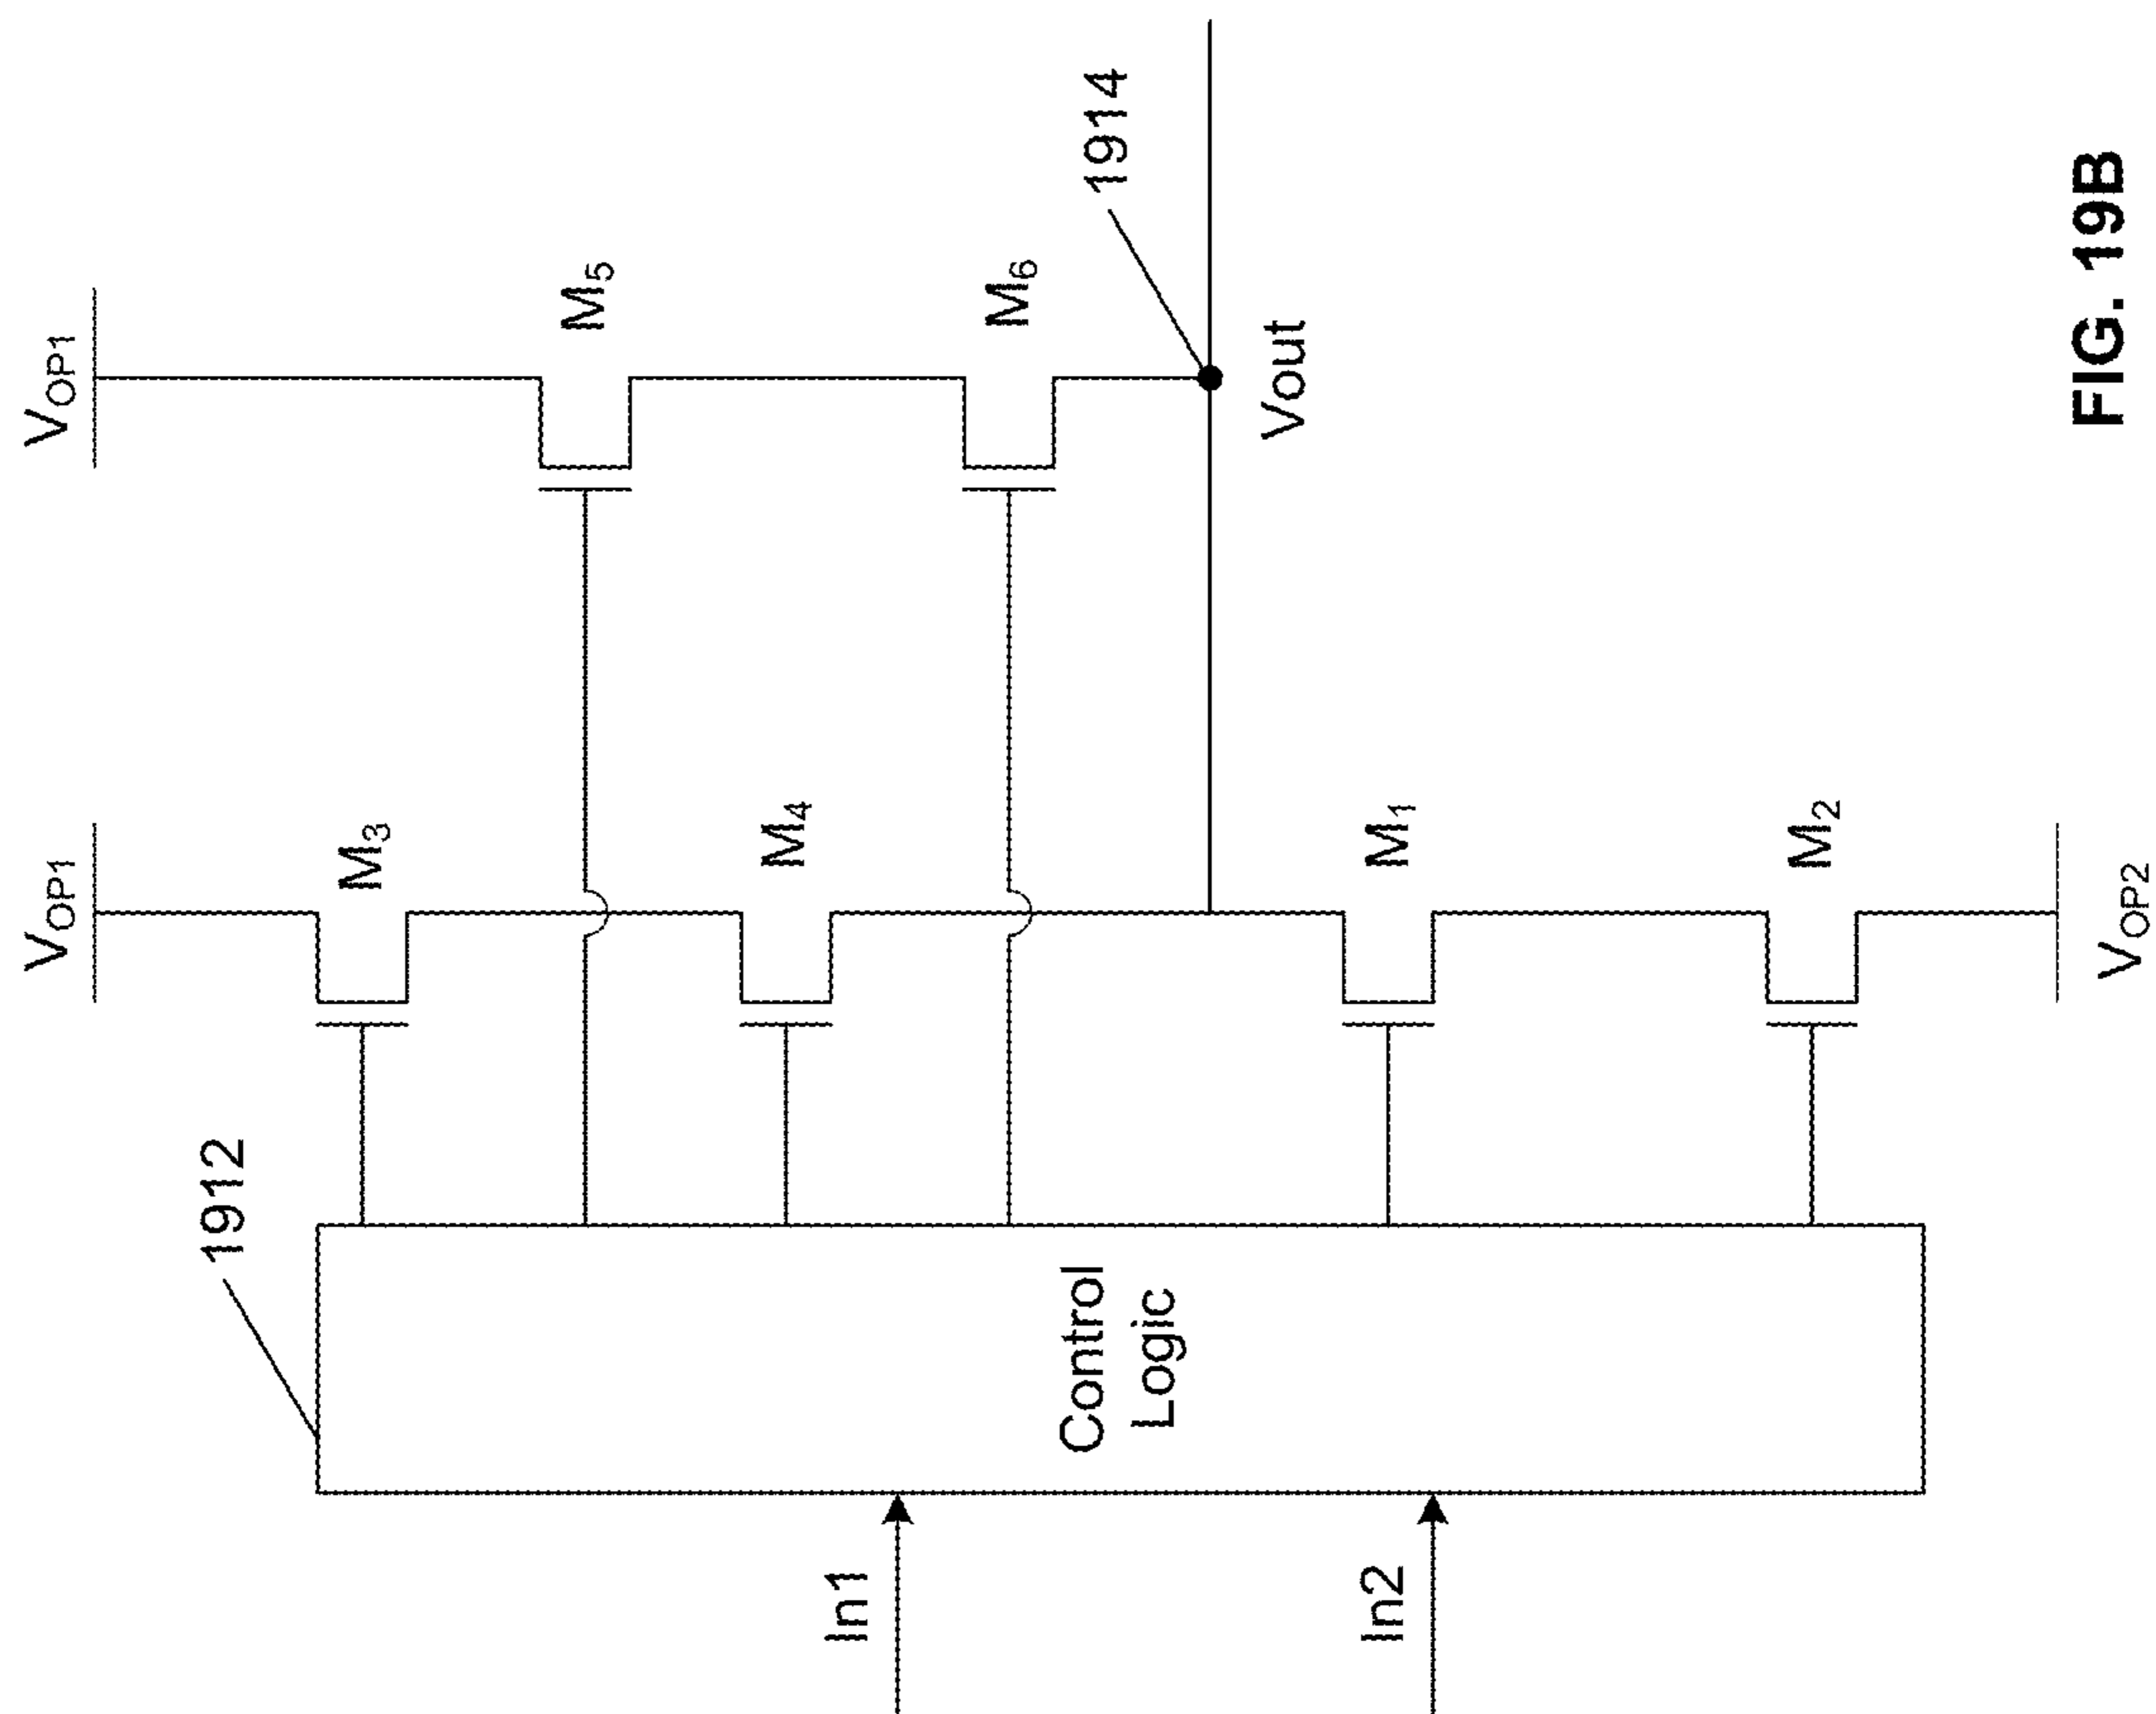 1912
In1
In2
Control
Logic
VOP1
M3
M4
M1
M2
VOP2
VOP1
M5
M6
1914
Vout
FIG. 19B